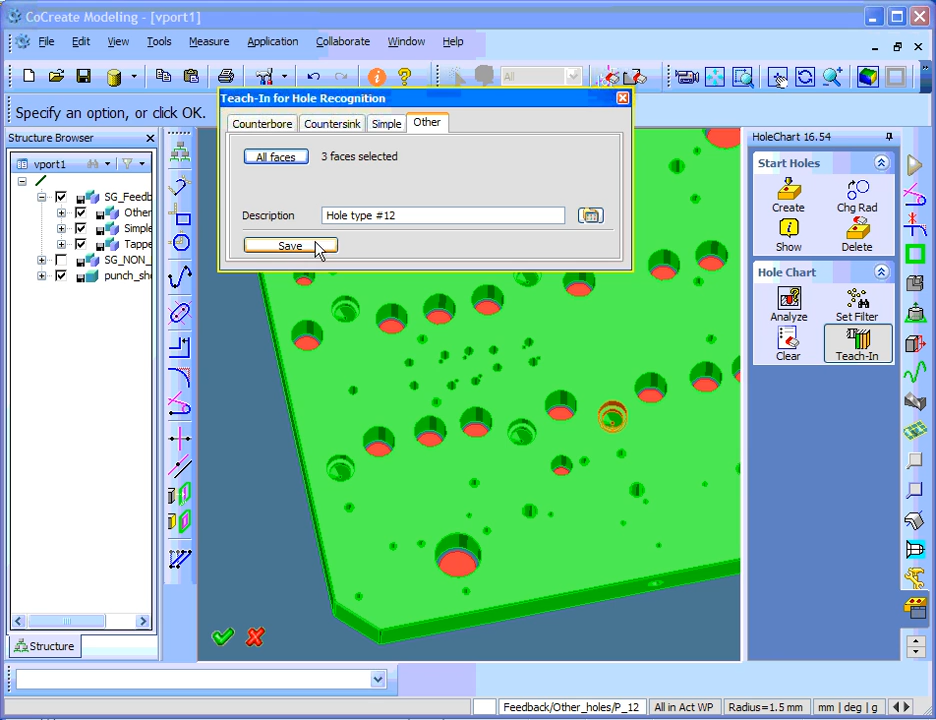 CoCreate Modeling - [vport1]
File Edit View Tools Measure Application Collaborate Window Help
All
Specify an option, or click OK.
Teach-In for Hole Recognition
Counterbore Countersink Simple Other
All faces 3 faces selected
Description Hole type #12
Save
Structure Browser
vport1
SG_Feedb
Other
Simple
Tappe
SG_NON_
punch_she
Structure
HoleChart 16.54
Start Holes
Create Chg Rad
Show Delete
Hole Chart
Analyze Set Filter
Clear Teach-In
Feedback/Other_holes/P_12 All in Act WP Radius=1.5 mm mm | deg | g